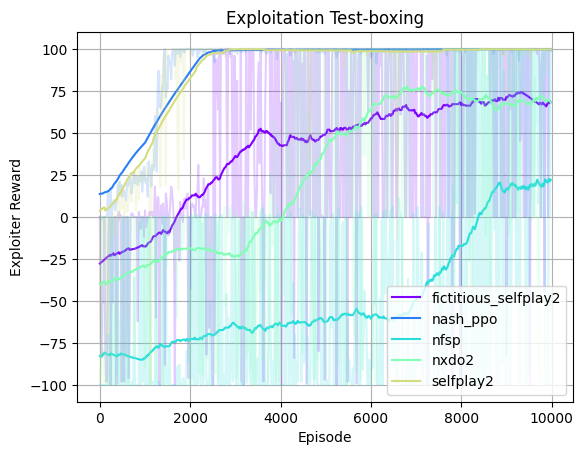 Exploitation Test-boxing
Exploiter Reward
100
75
50
25
0
−25
−50
−75
−100
fictitious_selfplay2
nash_ppo
nfsp
nxdo2
selfplay2
0
2000
4000
6000
8000
10000
Episode